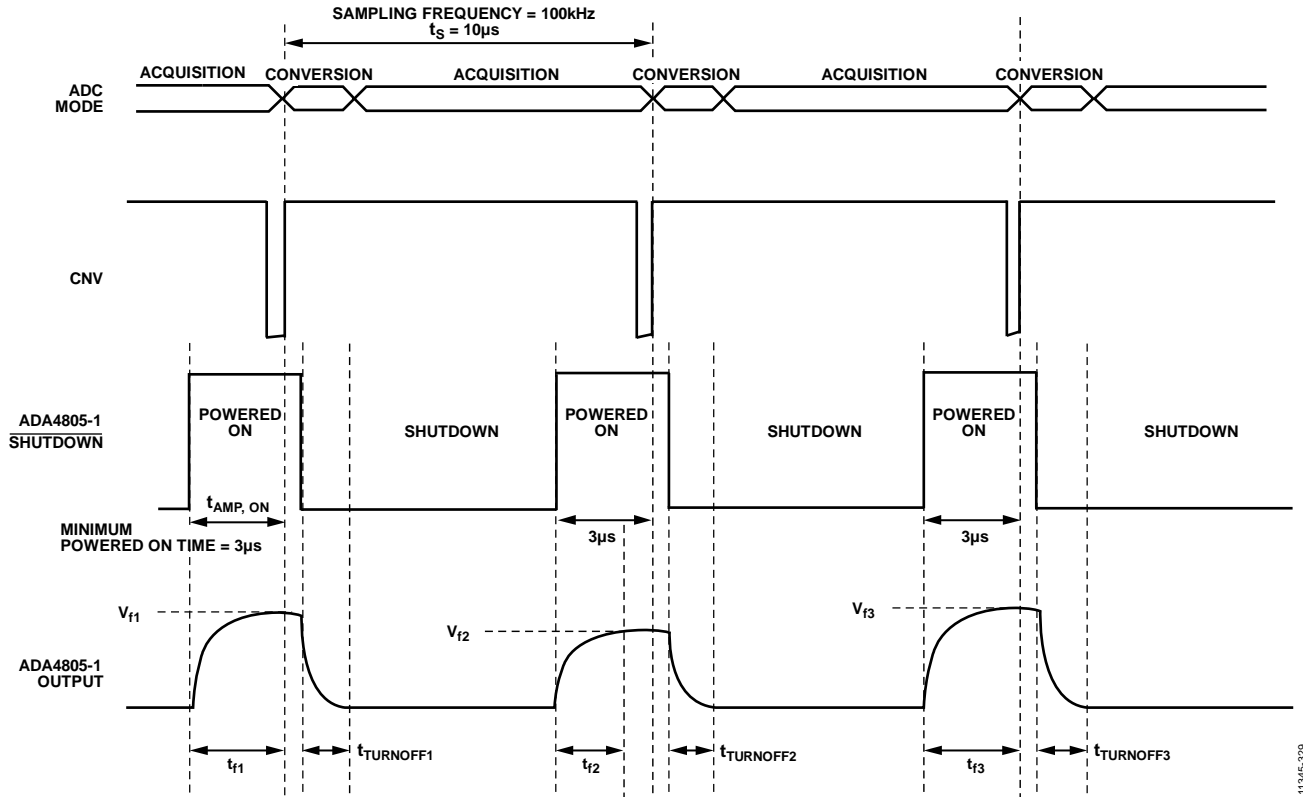 SAMPLING FREQUENCY = 100kHz
tS = 10µs
ACQUISITION CONVERSION ACQUISITION CONVERSION ACQUISITION CONVERSION
ADC
MODE
CNV
ADA4805-1
SHUTDOWN
POWERED
ON
SHUTDOWN
POWERED
ON
SHUTDOWN
POWERED
ON
SHUTDOWN
tAMP, ON
3µs
3µs
MINIMUM
POWERED ON TIME = 3µs
Vf1
Vf2
Vf3
ADA4805-1
OUTPUT
tf1
tTURNOFF1
tf2
tTURNOFF2
tf3
tTURNOFF3
11345-329